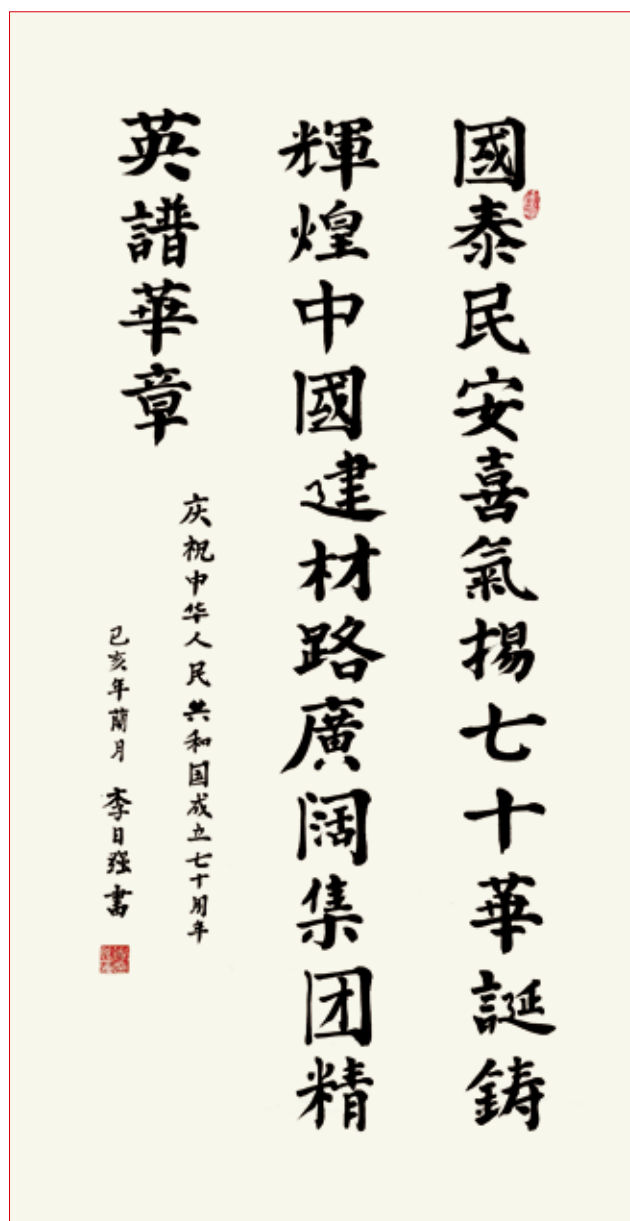 國泰民安喜氣揚七十華誕鋳
輝煌中國建材路廣闊集团精
英譜華章
庆祝中华人民共和国成立七十周年
己亥年蘭月 李日强 書